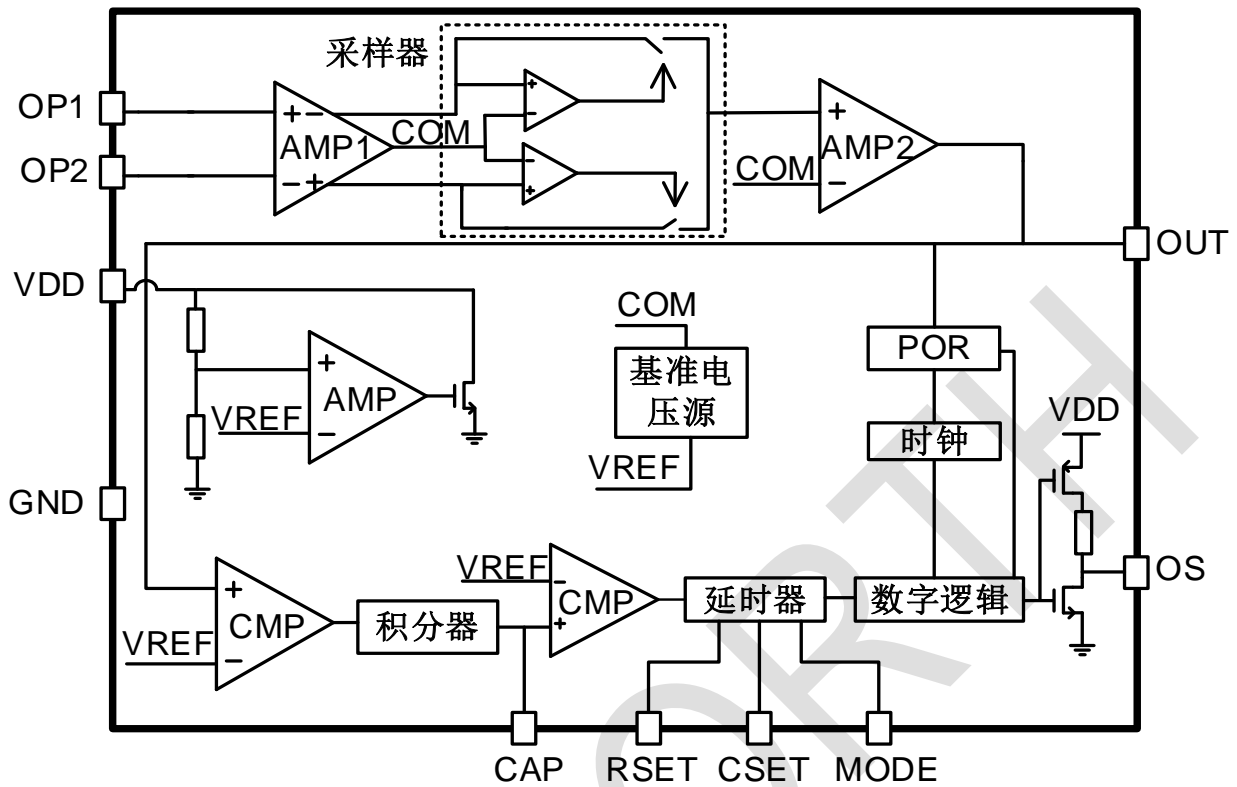 采样器
OP1
AMP1
COM
AMP2
OP2
COM
OUT
VDD
COM
POR
基准电
压源
AMP
VREF
VDD
时钟
VREF
GND
VREF
CMP
延时器
数字逻辑
OS
CMP
积分器
VREF
CAP
RSET
CSET
MODE
ORTH